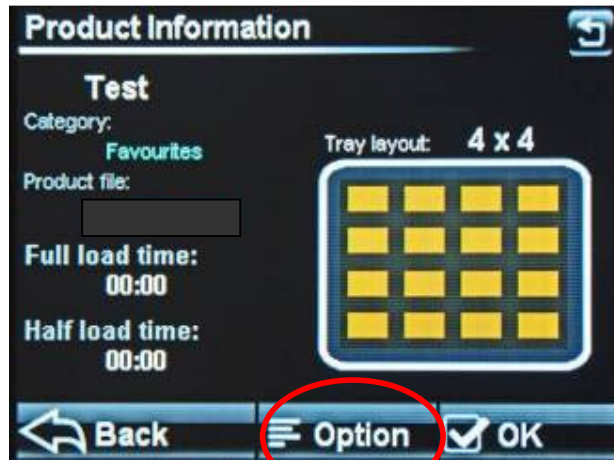 Product Information
Test
Category:
Favourites
Product file:
Full load time:
00:00
Half load time:
00:00
Tray layout: 4 x 4
Back
Option
OK